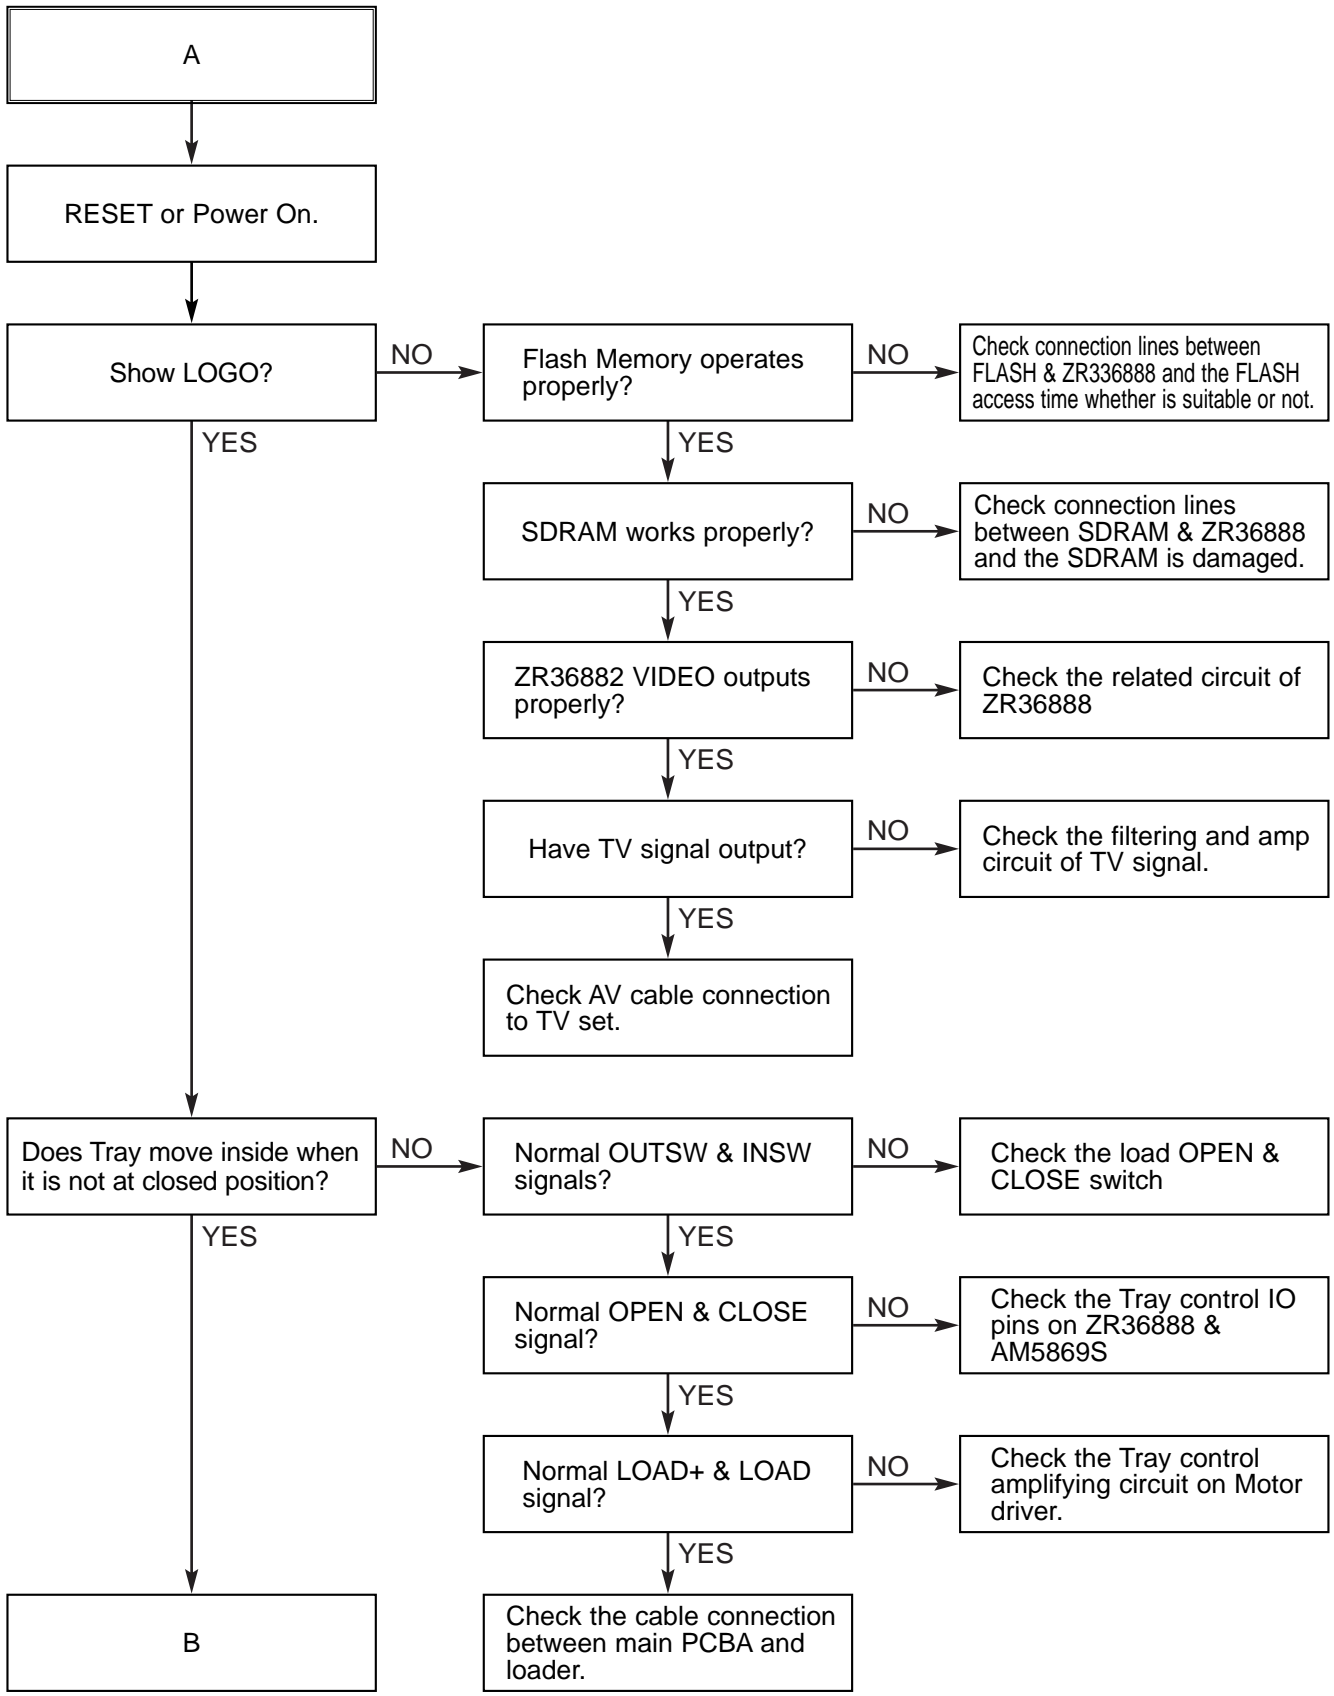 A
RESET or Power On.
Show LOGO?
NO
Flash Memory operates
properly?
NO
Check connection lines between
FLASH & ZR336888 and the FLASH
access time whether is suitable or not.
YES
YES
SDRAM works properly?
NO
Check connection lines
between SDRAM & ZR36888
and the SDRAM is damaged.
YES
ZR36882 VIDEO outputs
properly?
NO
Check the related circuit of
ZR36888
YES
Have TV signal output?
NO
Check the filtering and amp
circuit of TV signal.
YES
Check AV cable connection
to TV set.
Does Tray move inside when
it is not at closed position?
NO
Normal OUTSW & INSW
signals?
NO
Check the load OPEN &
CLOSE switch
YES
YES
Normal OPEN & CLOSE
signal?
NO
Check the Tray control IO
pins on ZR36888 &
AM5869S
YES
Normal LOAD+ & LOAD
signal?
NO
Check the Tray control
amplifying circuit on Motor
driver.
YES
B
Check the cable connection
between main PCBA and
loader.